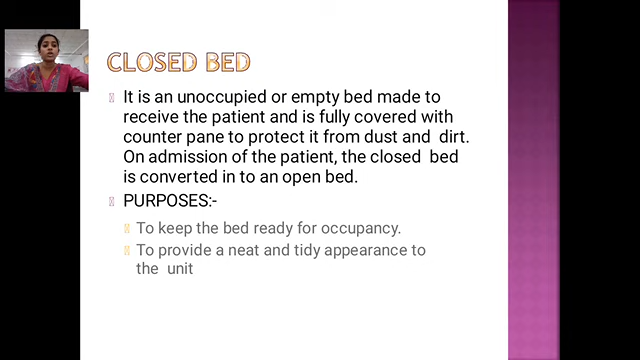 CLOSED BED
It is an unoccupied or empty bed made to
receive the patient and is fully covered with
counter pane to protect it from dust and dirt.
On admission of the patient, the closed bed
is converted in to an open bed.
PURPOSES:-
To keep the bed ready for occupancy.
To provide a neat and tidy appearance to
the unit